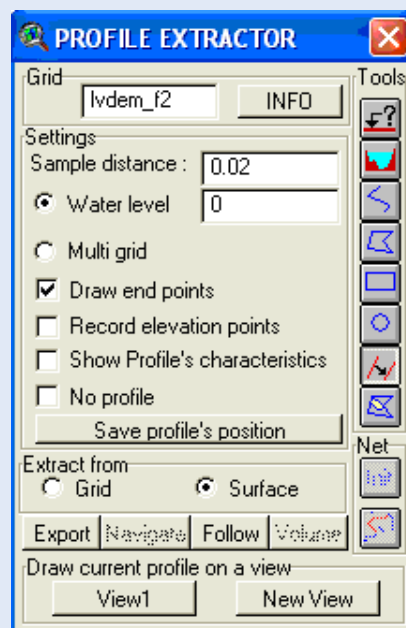 PROFILE EXTRACTOR
Grid
lvdem_f2 INFO
Tools
Settings
Sample distance : 0.02
Water level 0
Multi grid
Draw end points
Record elevation points
Show Profile's characteristics
No profile
Save profile's position
Net
Extract from
Grid Surface
Export Navigate Follow Volume
Draw current profile on a view
View1 New View